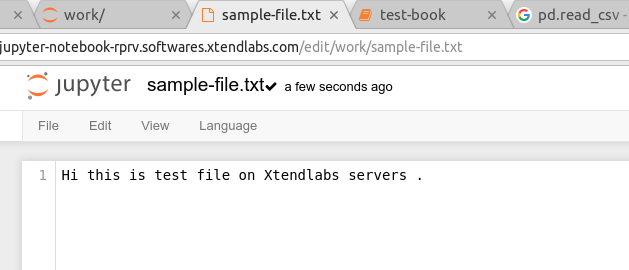 work/
sample-file.txt
test-book
pd.read_csv -
jupyter-notebook-rprv.softwares.xtendlabs.com/edit/work/sample-file.txt
jupyter sample-file.txt a few seconds ago
File Edit View Language
1 Hi this is test file on Xtendlabs servers .